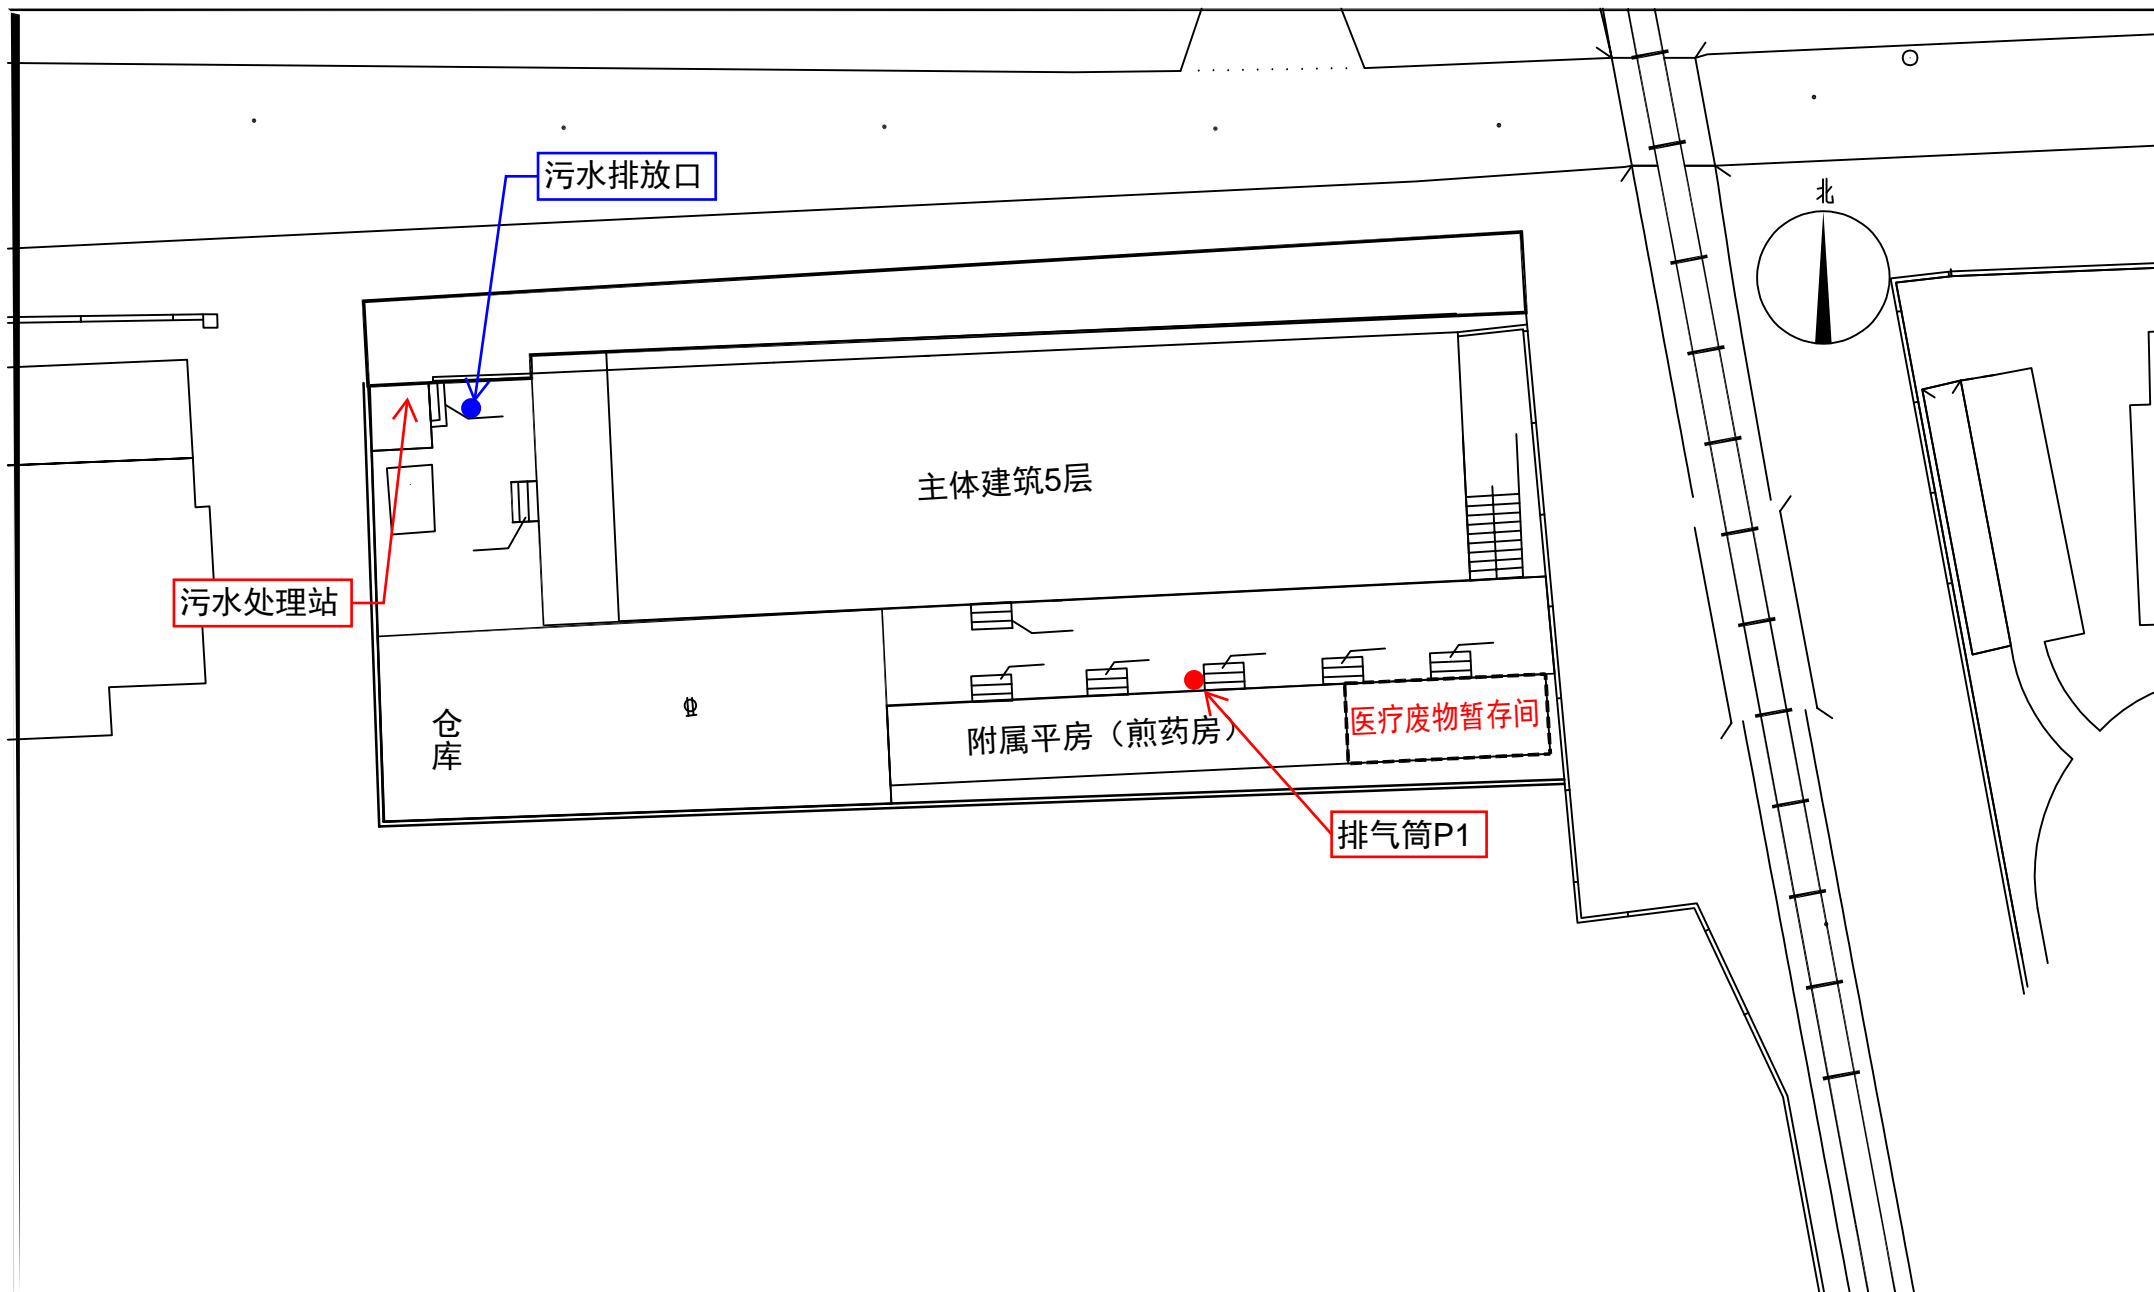 污水排放口
北
主体建筑5层
污水处理站
仓
库
附属平房（煎药房）
医疗废物暂存间
排气筒P1